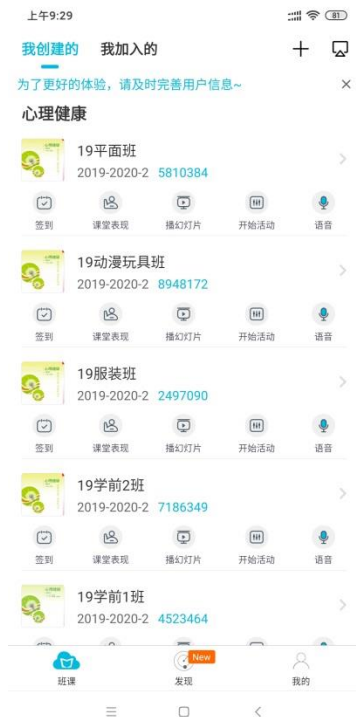 上午9:29
81
我创建的 我加入的
为了更好的体验，请及时完善用户信息~
心理健康
19平面班
2019-2020-2 5810384
签到 课堂表现 播幻灯片 开始活动 语音
19动漫玩具班
2019-2020-2 8948172
签到 课堂表现 播幻灯片 开始活动 语音
19服装班
2019-2020-2 2497090
签到 课堂表现 播幻灯片 开始活动 语音
19学前2班
2019-2020-2 7186349
签到 课堂表现 播幻灯片 开始活动 语音
19学前1班
2019-2020-2 4523464
New
班课 发现 我的